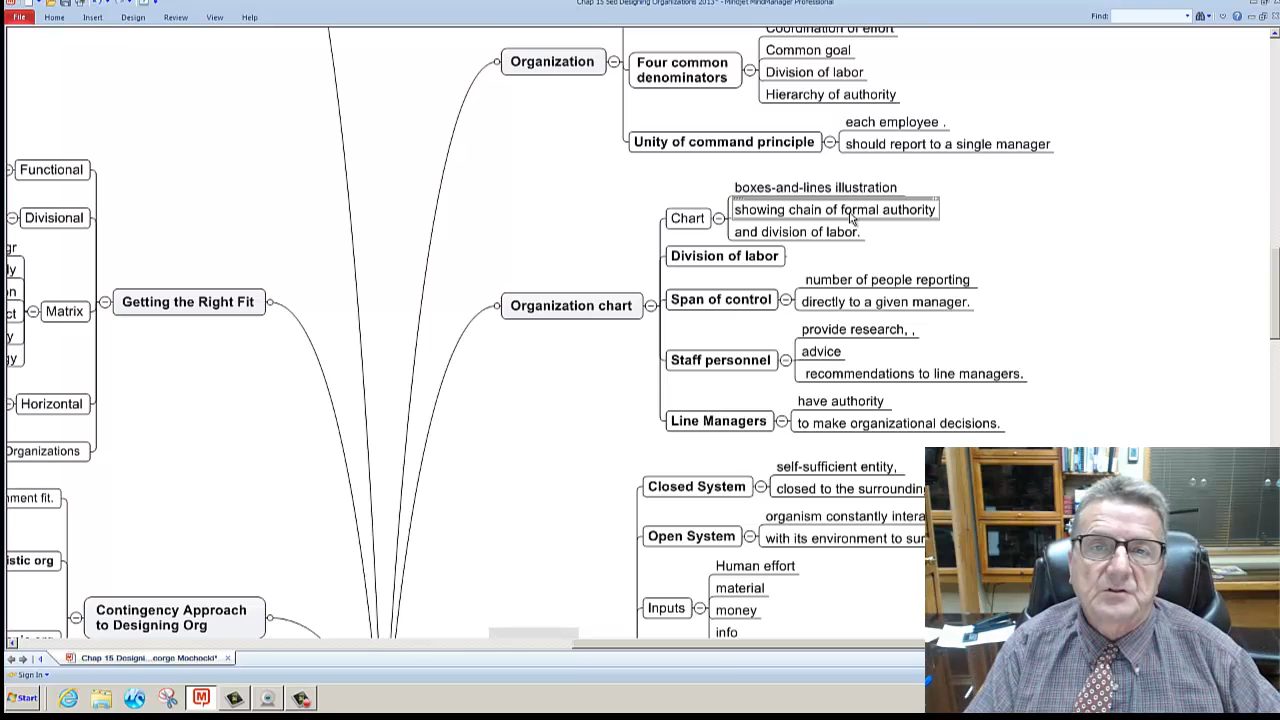 Chap 15 Sed Designing Organizations 2013* - Mindjet MindManager Professional
File Home Insert Design Review View Help
Find:
Coordination of effort
Common goal
Division of labor
Hierarchy of authority
Organization
Four common
denominators
Unity of command principle
each employee .
should report to a single manager
Functional
Divisional
Matrix
Horizontal
Organizations
Getting the Right Fit
boxes-and-lines illustration
showing chain of formal authority
and division of labor.
Chart
Division of labor
Organization chart
Span of control
number of people reporting
directly to a given manager.
Staff personnel
provide research, ,
advice
recommendations to line managers.
Line Managers
have authority
to make organizational decisions.
Closed System
self-sufficient entity,
closed to the surroundin
Open System
organism constantly intera
with its environment to sur
Inputs
Human effort
material
money
info
nment fit.
istic org
Contingency Approach
to Designing Org
Chap 15 Designi...eorge Mochocki*
Sign In
Start